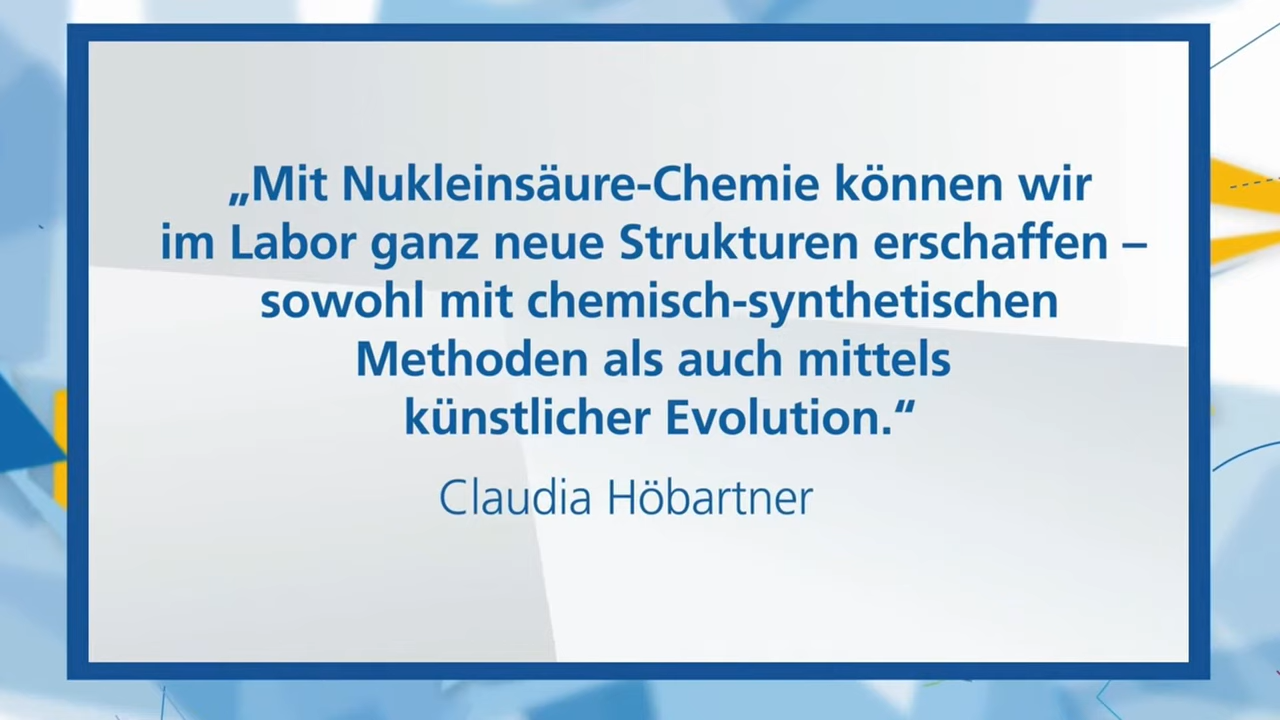 „Mit Nukleinsäure-Chemie können wir
im Labor ganz neue Strukturen erschaffen –
sowohl mit chemisch-synthetischen
Methoden als auch mittels
künstlicher Evolution.“
Claudia Höbartner